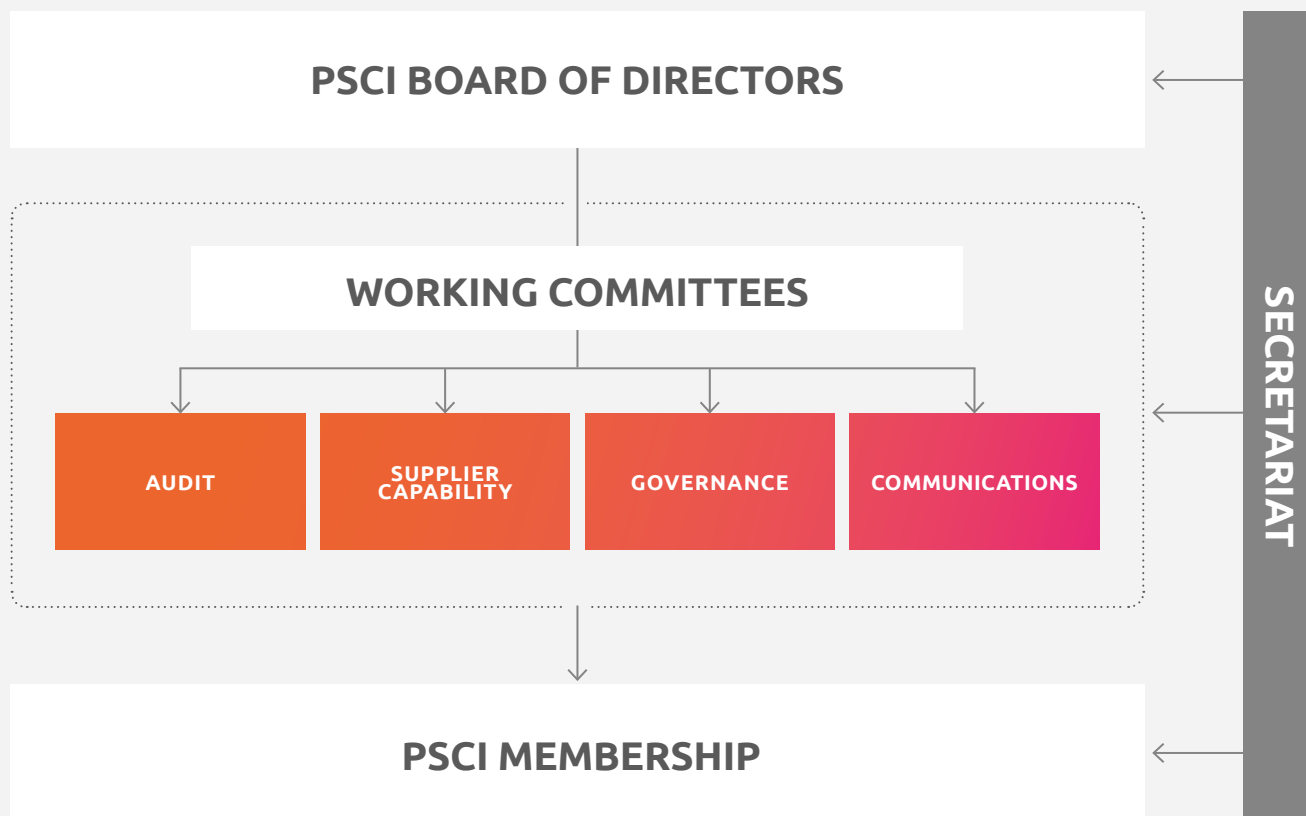 PSCI BOARD OF DIRECTORS
WORKING COMMITTEES
AUDIT
SUPPLIER
CAPABILITY
GOVERNANCE
COMMUNICATIONS
PSCI MEMBERSHIP
SECRETARIAT